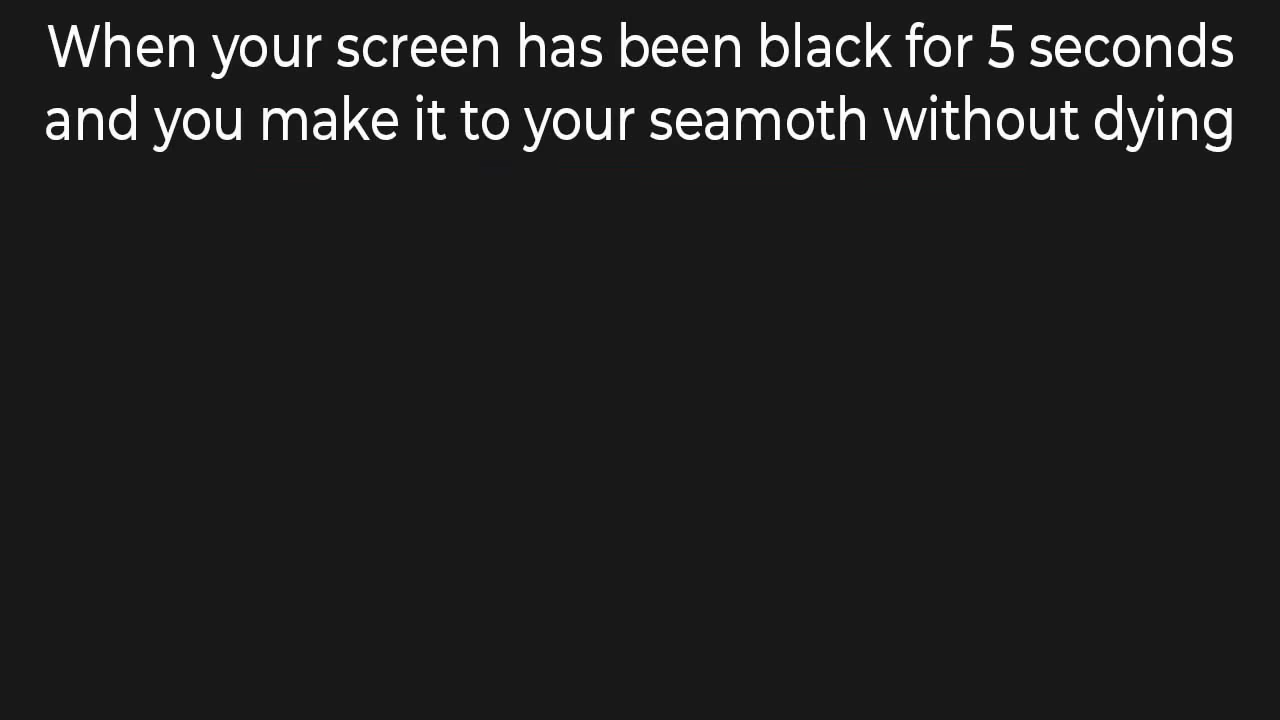 When your screen has been black for 5 seconds
and you make it to your seamoth without dying